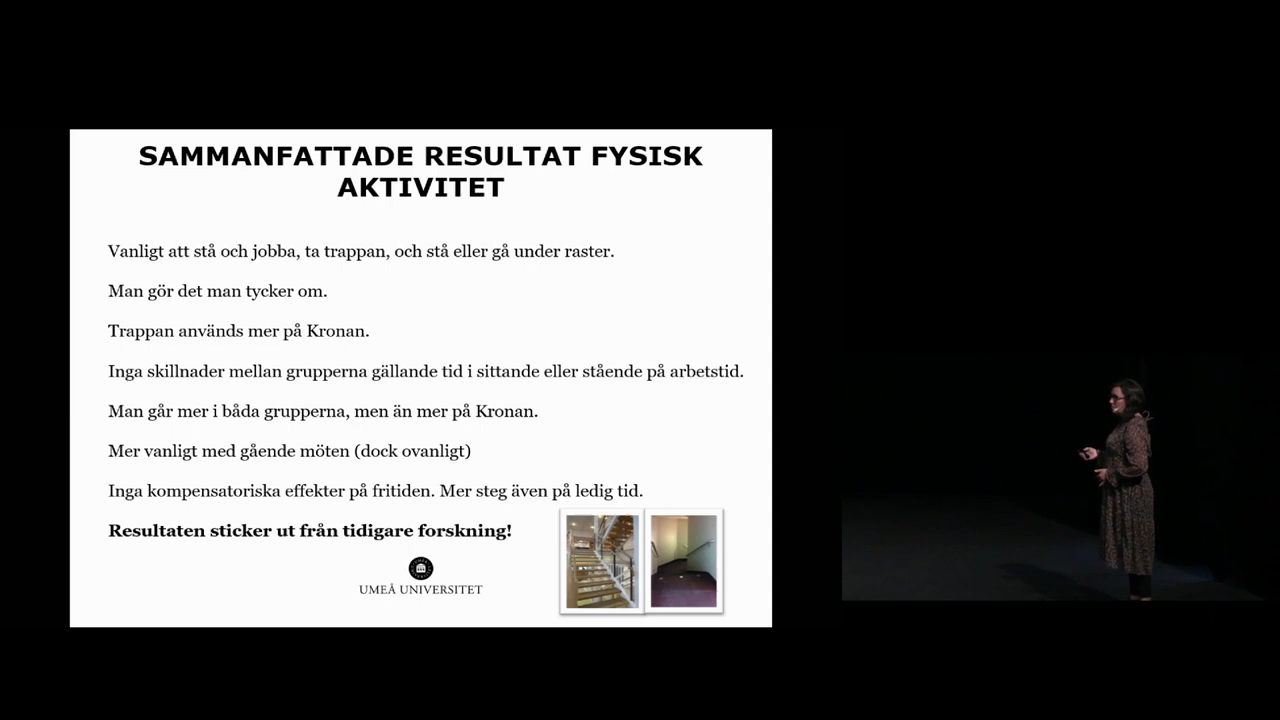 SAMMANFATTADE RESULTAT FYSISK
AKTIVITET
Vanligt att stå och jobba, ta trappan, och stå eller gå under raster.
Man gör det man tycker om.
Trappan används mer på Kronan.
Inga skillnader mellan grupperna gällande tid i sittande eller stående på arbetstid.
Man går mer i båda grupperna, men än mer på Kronan.
Mer vanligt med gående möten (dock ovanligt)
Inga kompensatoriska effekter på fritiden. Mer steg även på ledig tid.
Resultaten sticker ut från tidigare forskning!
UMEÅ UNIVERSITET